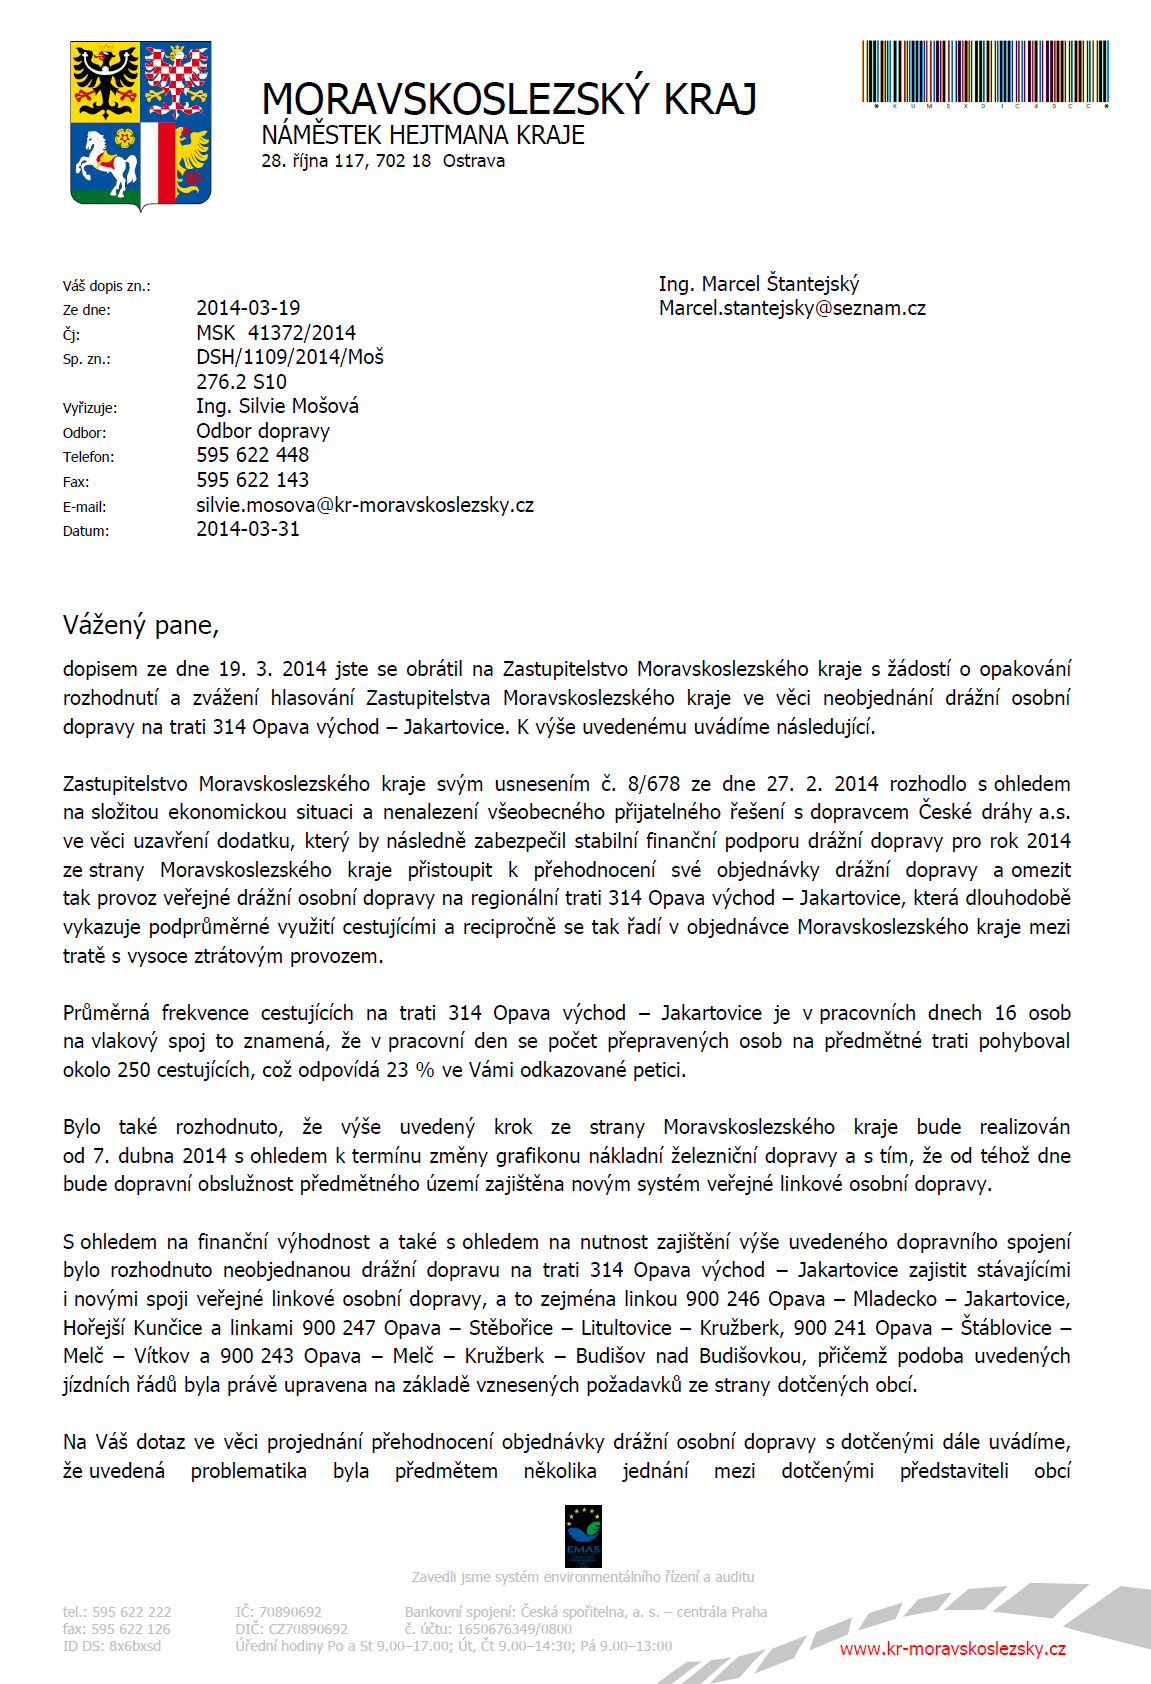 *KUMSX01C4DCC*
MORAVSKOSLEZSKÝ KRAJ
NÁMĚSTEK HEJTMANA KRAJE
28. října 117, 702 18  Ostrava
Váš dopis zn.:
Ze dne: 2014-03-19
Čj: MSK  41372/2014
Sp. zn.: DSH/1109/2014/Moš
276.2 S10
Vyřizuje: Ing. Silvie Mošová
Odbor: Odbor dopravy
Telefon: 595 622 448
Fax: 595 622 143
E-mail: silvie.mosova@kr-moravskoslezsky.cz
Datum: 2014-03-31
Ing. Marcel Štantejský
Marcel.stantejsky@seznam.cz
Vážený pane,
dopisem ze dne 19. 3. 2014 jste se obrátil na Zastupitelstvo Moravskoslezského kraje s žádostí o opakování
rozhodnutí a zvážení hlasování Zastupitelstva Moravskoslezského kraje ve věci neobjednání drážní osobní
dopravy na trati 314 Opava východ – Jakartovice. K výše uvedenému uvádíme následující.
Zastupitelstvo Moravskoslezského kraje svým usnesením č. 8/678 ze dne 27. 2. 2014 rozhodlo s ohledem
na složitou ekonomickou situaci a nenalezení všeobecného přijatelného řešení s dopravcem České dráhy a.s.
ve věci uzavření dodatku, který by následně zabezpečil stabilní finanční podporu drážní dopravy pro rok 2014
ze strany Moravskoslezského kraje přistoupit k přehodnocení své objednávky drážní dopravy a omezit
tak provoz veřejné drážní osobní dopravy na regionální trati 314 Opava východ – Jakartovice, která dlouhodobě
vykazuje podprůměrné využití cestujícími a recipročně se tak řadí v objednávce Moravskoslezského kraje mezi
tratě s vysoce ztrátovým provozem.
Průměrná frekvence cestujících na trati 314 Opava východ – Jakartovice je v pracovních dnech 16 osob
na vlakový spoj to znamená, že v pracovní den se počet přepravených osob na předmětné trati pohyboval
okolo 250 cestujících, což odpovídá 23 % ve Vámi odkazované petici.
Bylo také rozhodnuto, že výše uvedený krok ze strany Moravskoslezského kraje bude realizován
od 7. dubna 2014 s ohledem k termínu změny grafikonu nákladní železniční dopravy a s tím, že od téhož dne
bude dopravní obslužnost předmětného území zajištěna novým systém veřejné linkové osobní dopravy.
S ohledem na finanční výhodnost a také s ohledem na nutnost zajištění výše uvedeného dopravního spojení
bylo rozhodnuto neobjednanou drážní dopravu na trati 314 Opava východ – Jakartovice zajistit stávajícími
i novými spoji veřejné linkové osobní dopravy, a to zejména linkou 900 246 Opava – Mladecko – Jakartovice,
Hořejší Kunčice a linkami 900 247 Opava – Stěbořice – Litultovice – Kružberk, 900 241 Opava – Štáblovice –
Melč – Vítkov a 900 243 Opava – Melč – Kružberk – Budišov nad Budišovkou, přičemž podoba uvedených
jízdních řádů byla právě upravena na základě vznesených požadavků ze strany dotčených obcí.
Na Váš dotaz ve věci projednání přehodnocení objednávky drážní osobní dopravy s dotčenými dále uvádíme,
že uvedená problematika byla předmětem několika jednání mezi dotčenými představiteli obcí
EMAS
Zavedli jsme systém environmentálního řízení a auditu
tel.: 595 622 222 IČ: 70890692 Bankovní spojení: Česká spořitelna, a. s. – centrála Praha
fax: 595 622 126 DIČ: CZ70890692 č. účtu: 1650676349/0800
ID DS: 8x6bxsd Úřední hodiny Po a St 9.00–17.00; Út, Čt 9.00–14:30; Pá 9.00–13:00
www.kr-moravskoslezsky.cz